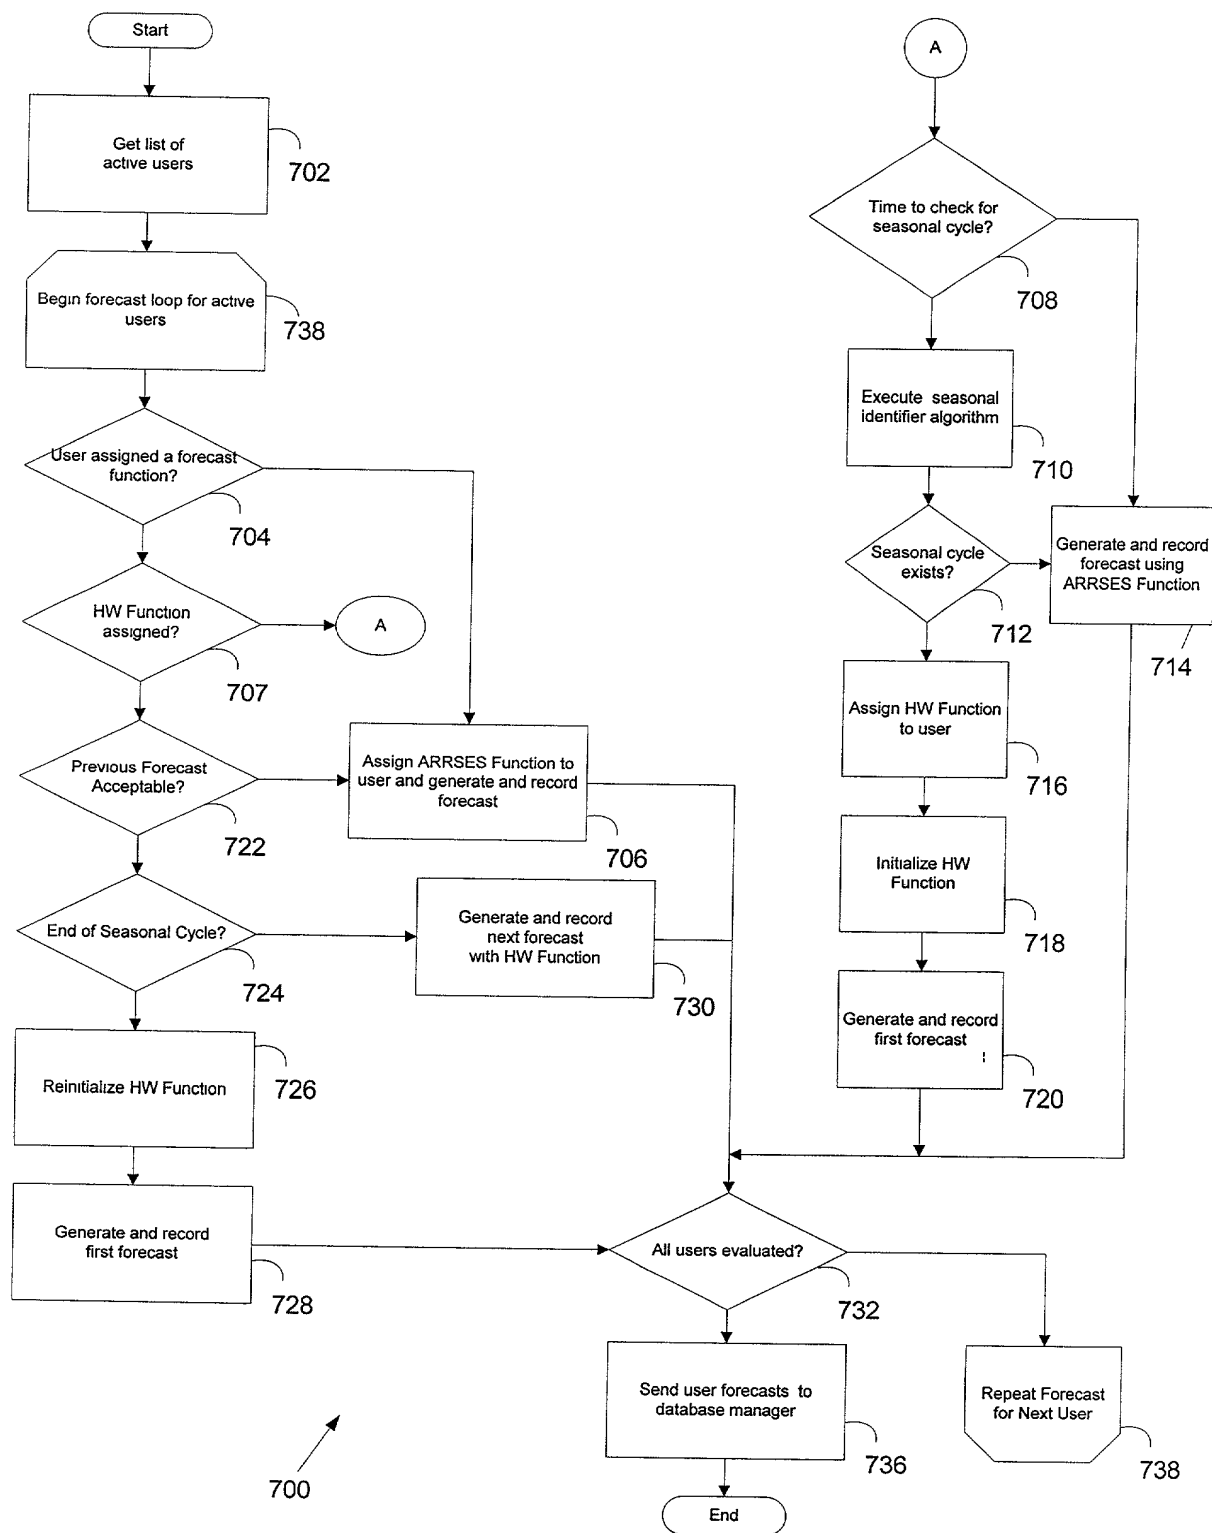 Start
Get list of
active users
702
Begin forecast loop for active
users
738
User assigned a forecast
function?
704
HW Function
assigned?
707
A
Previous Forecast
Acceptable?
722
Assign ARRSES Function to
user and generate and record
forecast
706
End of Seasonal Cycle?
724
Generate and record
next forecast
with HW Function
730
Reinitialize HW Function
726
Generate and record
first forecast
728
A
Time to check for
seasonal cycle?
708
Execute seasonal
identifier algorithm
710
Seasonal cycle
exists?
712
Generate and record
forecast using
ARRSES Function
714
Assign HW Function
to user
716
Initialize HW
Function
718
Generate and record
first forecast
720
All users evaluated?
732
Send user forecasts to
database manager
736
Repeat Forecast
for Next User
738
End
700